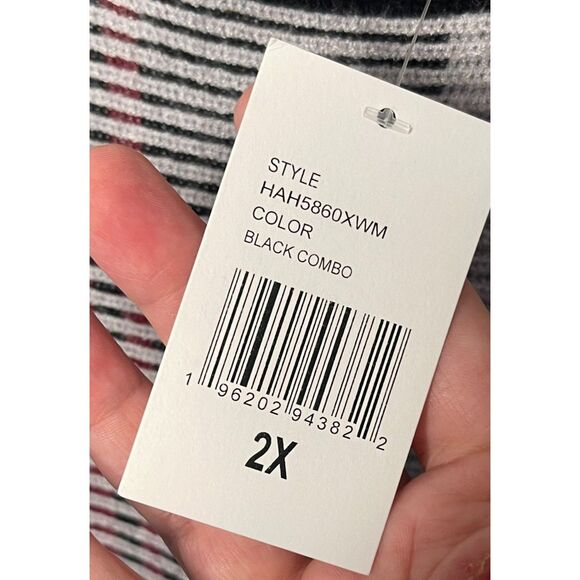 STYLE
HAH5860XWM
COLOR
BLACK COMBO
1 96202 94382 2
2X